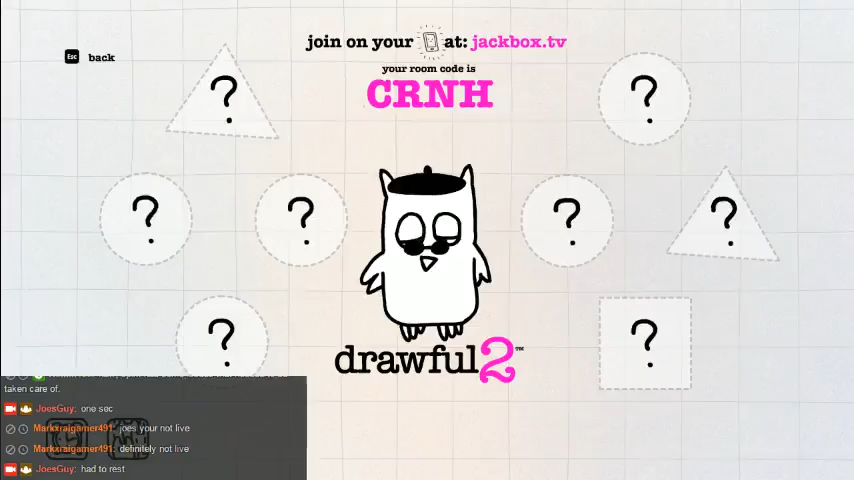 join on your at: jackbox.tv
Esc back
your room code is
CRNH
? ?
? ? ? ?
? ?
drawful2™
taken care of.
JoesGuy: one sec
Markxraigamer491: joes your not live
Markxraigamer491: definitely not live
JoesGuy: had to rest